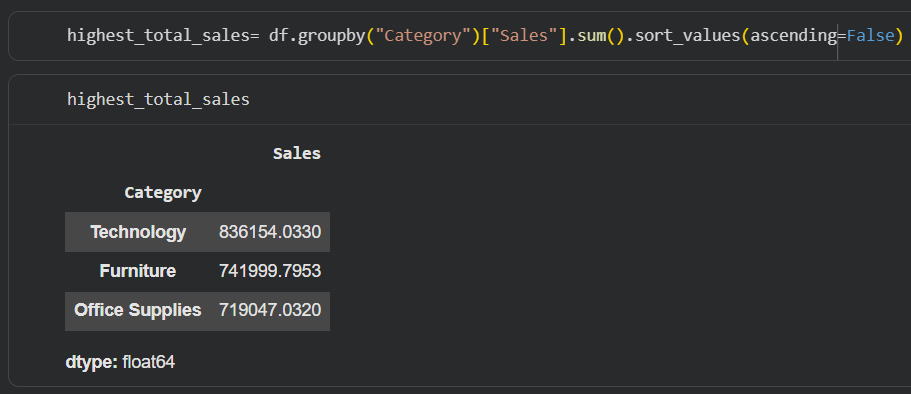 highest_total_sales= df.groupby("Category")["Sales"].sum().sort_values(ascending=False)
highest_total_sales
Sales
Category
Technology 836154.0330
Furniture 741999.7953
Office Supplies 719047.0320
dtype: float64